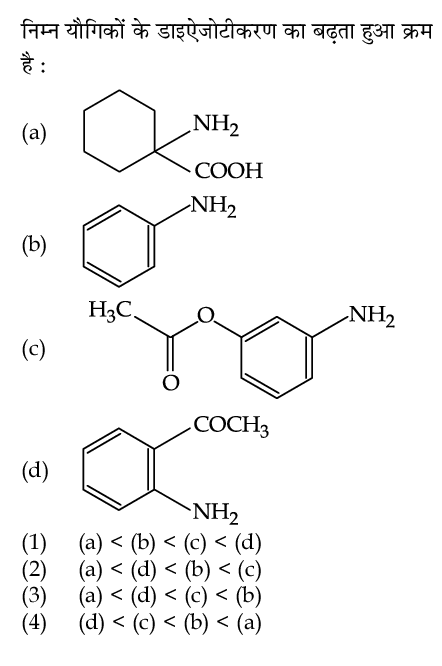 निम्न यौगिकों के डाइऐजोटीकरण का बढ़ता हुआ क्रम
है :
(a) NH₂
COOH
(b) NH₂
(c) H₃C O NH₂
O
(d) COCH₃
NH₂
(1) (a) < (b) < (c) < (d)
(2) (a) < (d) < (b) < (c)
(3) (a) < (d) < (c) < (b)
(4) (d) < (c) < (b) < (a)